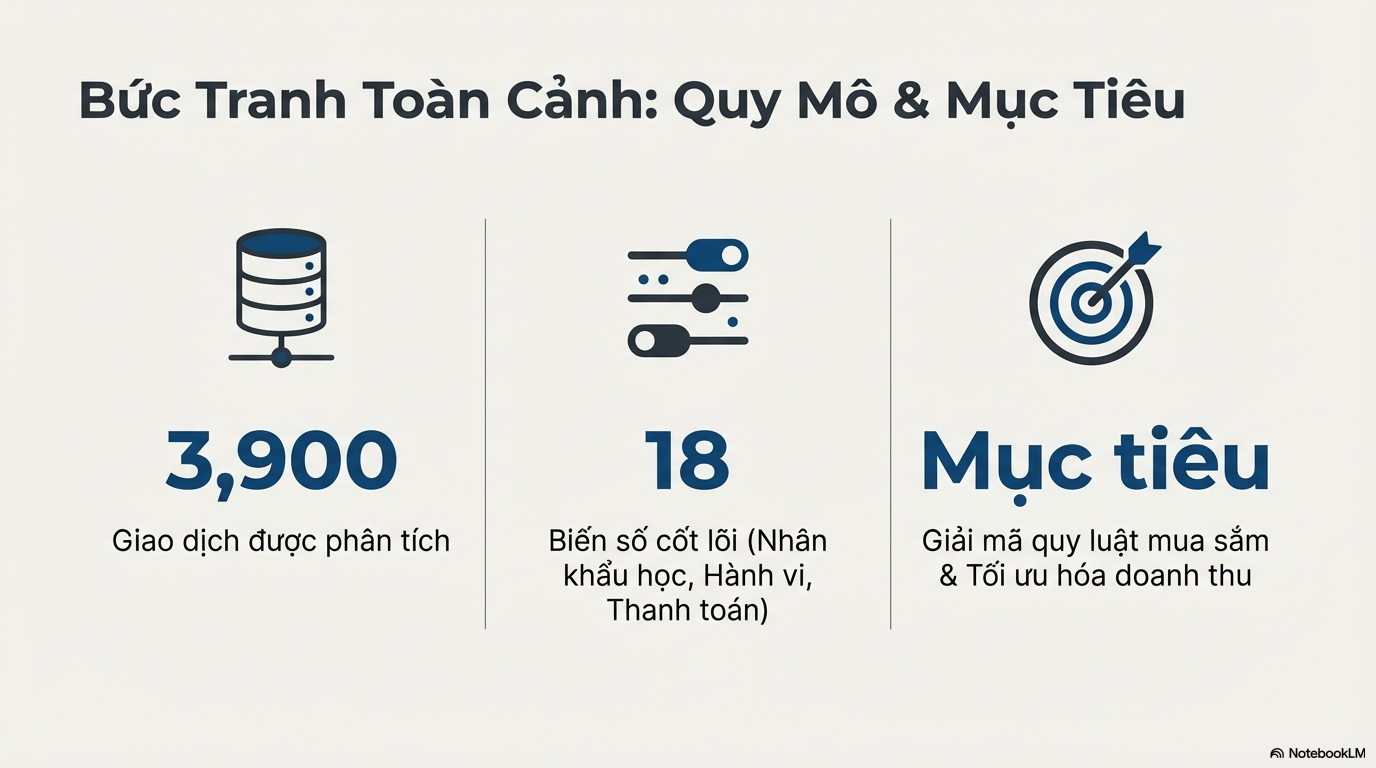 Bức Tranh Toàn Cảnh: Quy Mô & Mục Tiêu
3,900
Giao dịch được phân tích
18
Biến số cốt lõi (Nhân
khẩu học, Hành vi,
Thanh toán)
Mục tiêu
Giải mã quy luật mua sắm
& Tối ưu hóa doanh thu
NotebookLM